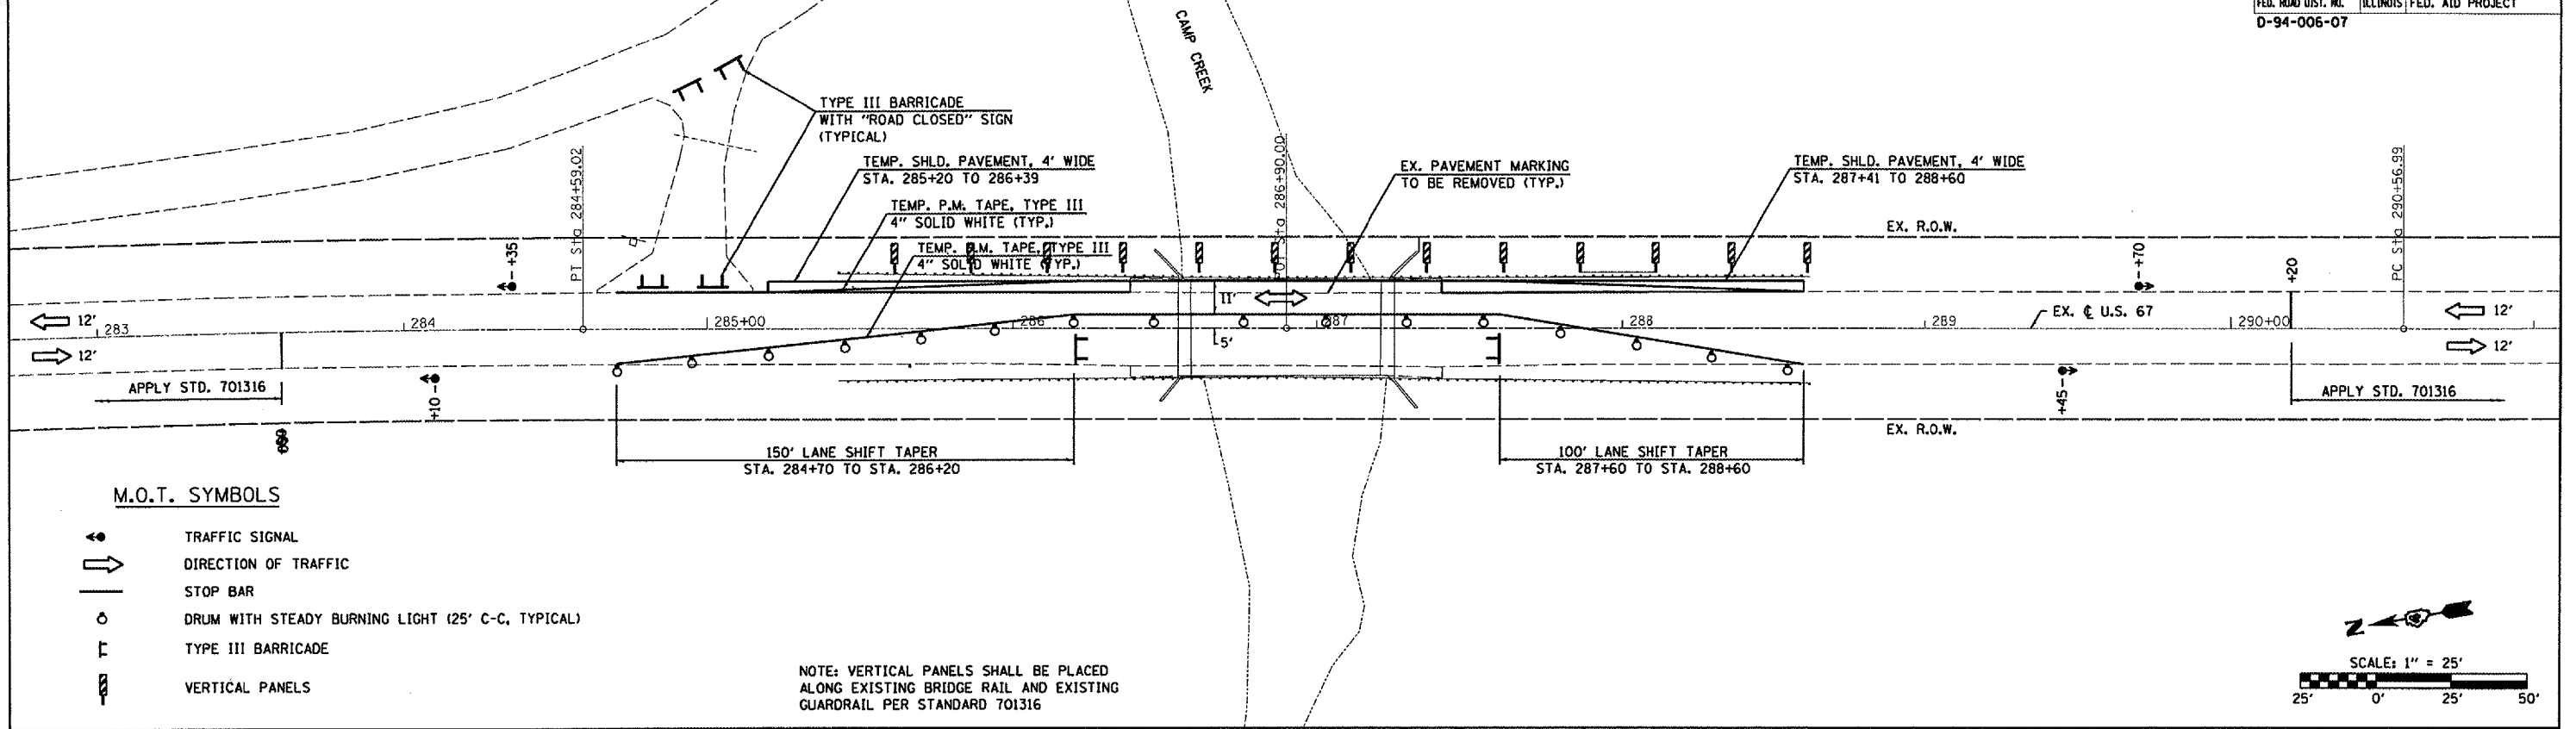 FED. ROAD DIST. NO. ILLINOIS FED. AID PROJECT
D-94-006-07
CAMP CREEK
TYPE III BARRICADE
WITH "ROAD CLOSED" SIGN
(TYPICAL)
TEMP. SHLD. PAVEMENT, 4' WIDE
STA. 285+20 TO 286+39
TEMP. P.M. TAPE, TYPE III
4" SOLID WHITE (TYP.)
TEMP. P.M. TAPE, TYPE III
4" SOLID WHITE (TYP.)
EX. PAVEMENT MARKING
TO BE REMOVED (TYP.)
TEMP. SHLD. PAVEMENT, 4' WIDE
STA. 287+41 TO 288+60
PT Sta 284+59.02
POT Sta 286+90.00
PC Sta 290+56.99
EX. R.O.W.
+35
+70
+20
11'
5'
12'
12'
283
284
285+00
286
287
288
289
290+00
EX. ℄ U.S. 67
12'
12'
APPLY STD. 701316
+10
+45
APPLY STD. 701316
EX. R.O.W.
150' LANE SHIFT TAPER
STA. 284+70 TO STA. 286+20
100' LANE SHIFT TAPER
STA. 287+60 TO STA. 288+60
M.O.T. SYMBOLS
TRAFFIC SIGNAL
DIRECTION OF TRAFFIC
STOP BAR
DRUM WITH STEADY BURNING LIGHT (25' C-C, TYPICAL)
TYPE III BARRICADE
VERTICAL PANELS
NOTE: VERTICAL PANELS SHALL BE PLACED
ALONG EXISTING BRIDGE RAIL AND EXISTING
GUARDRAIL PER STANDARD 701316
N
SCALE: 1" = 25'
25' 0' 25' 50'